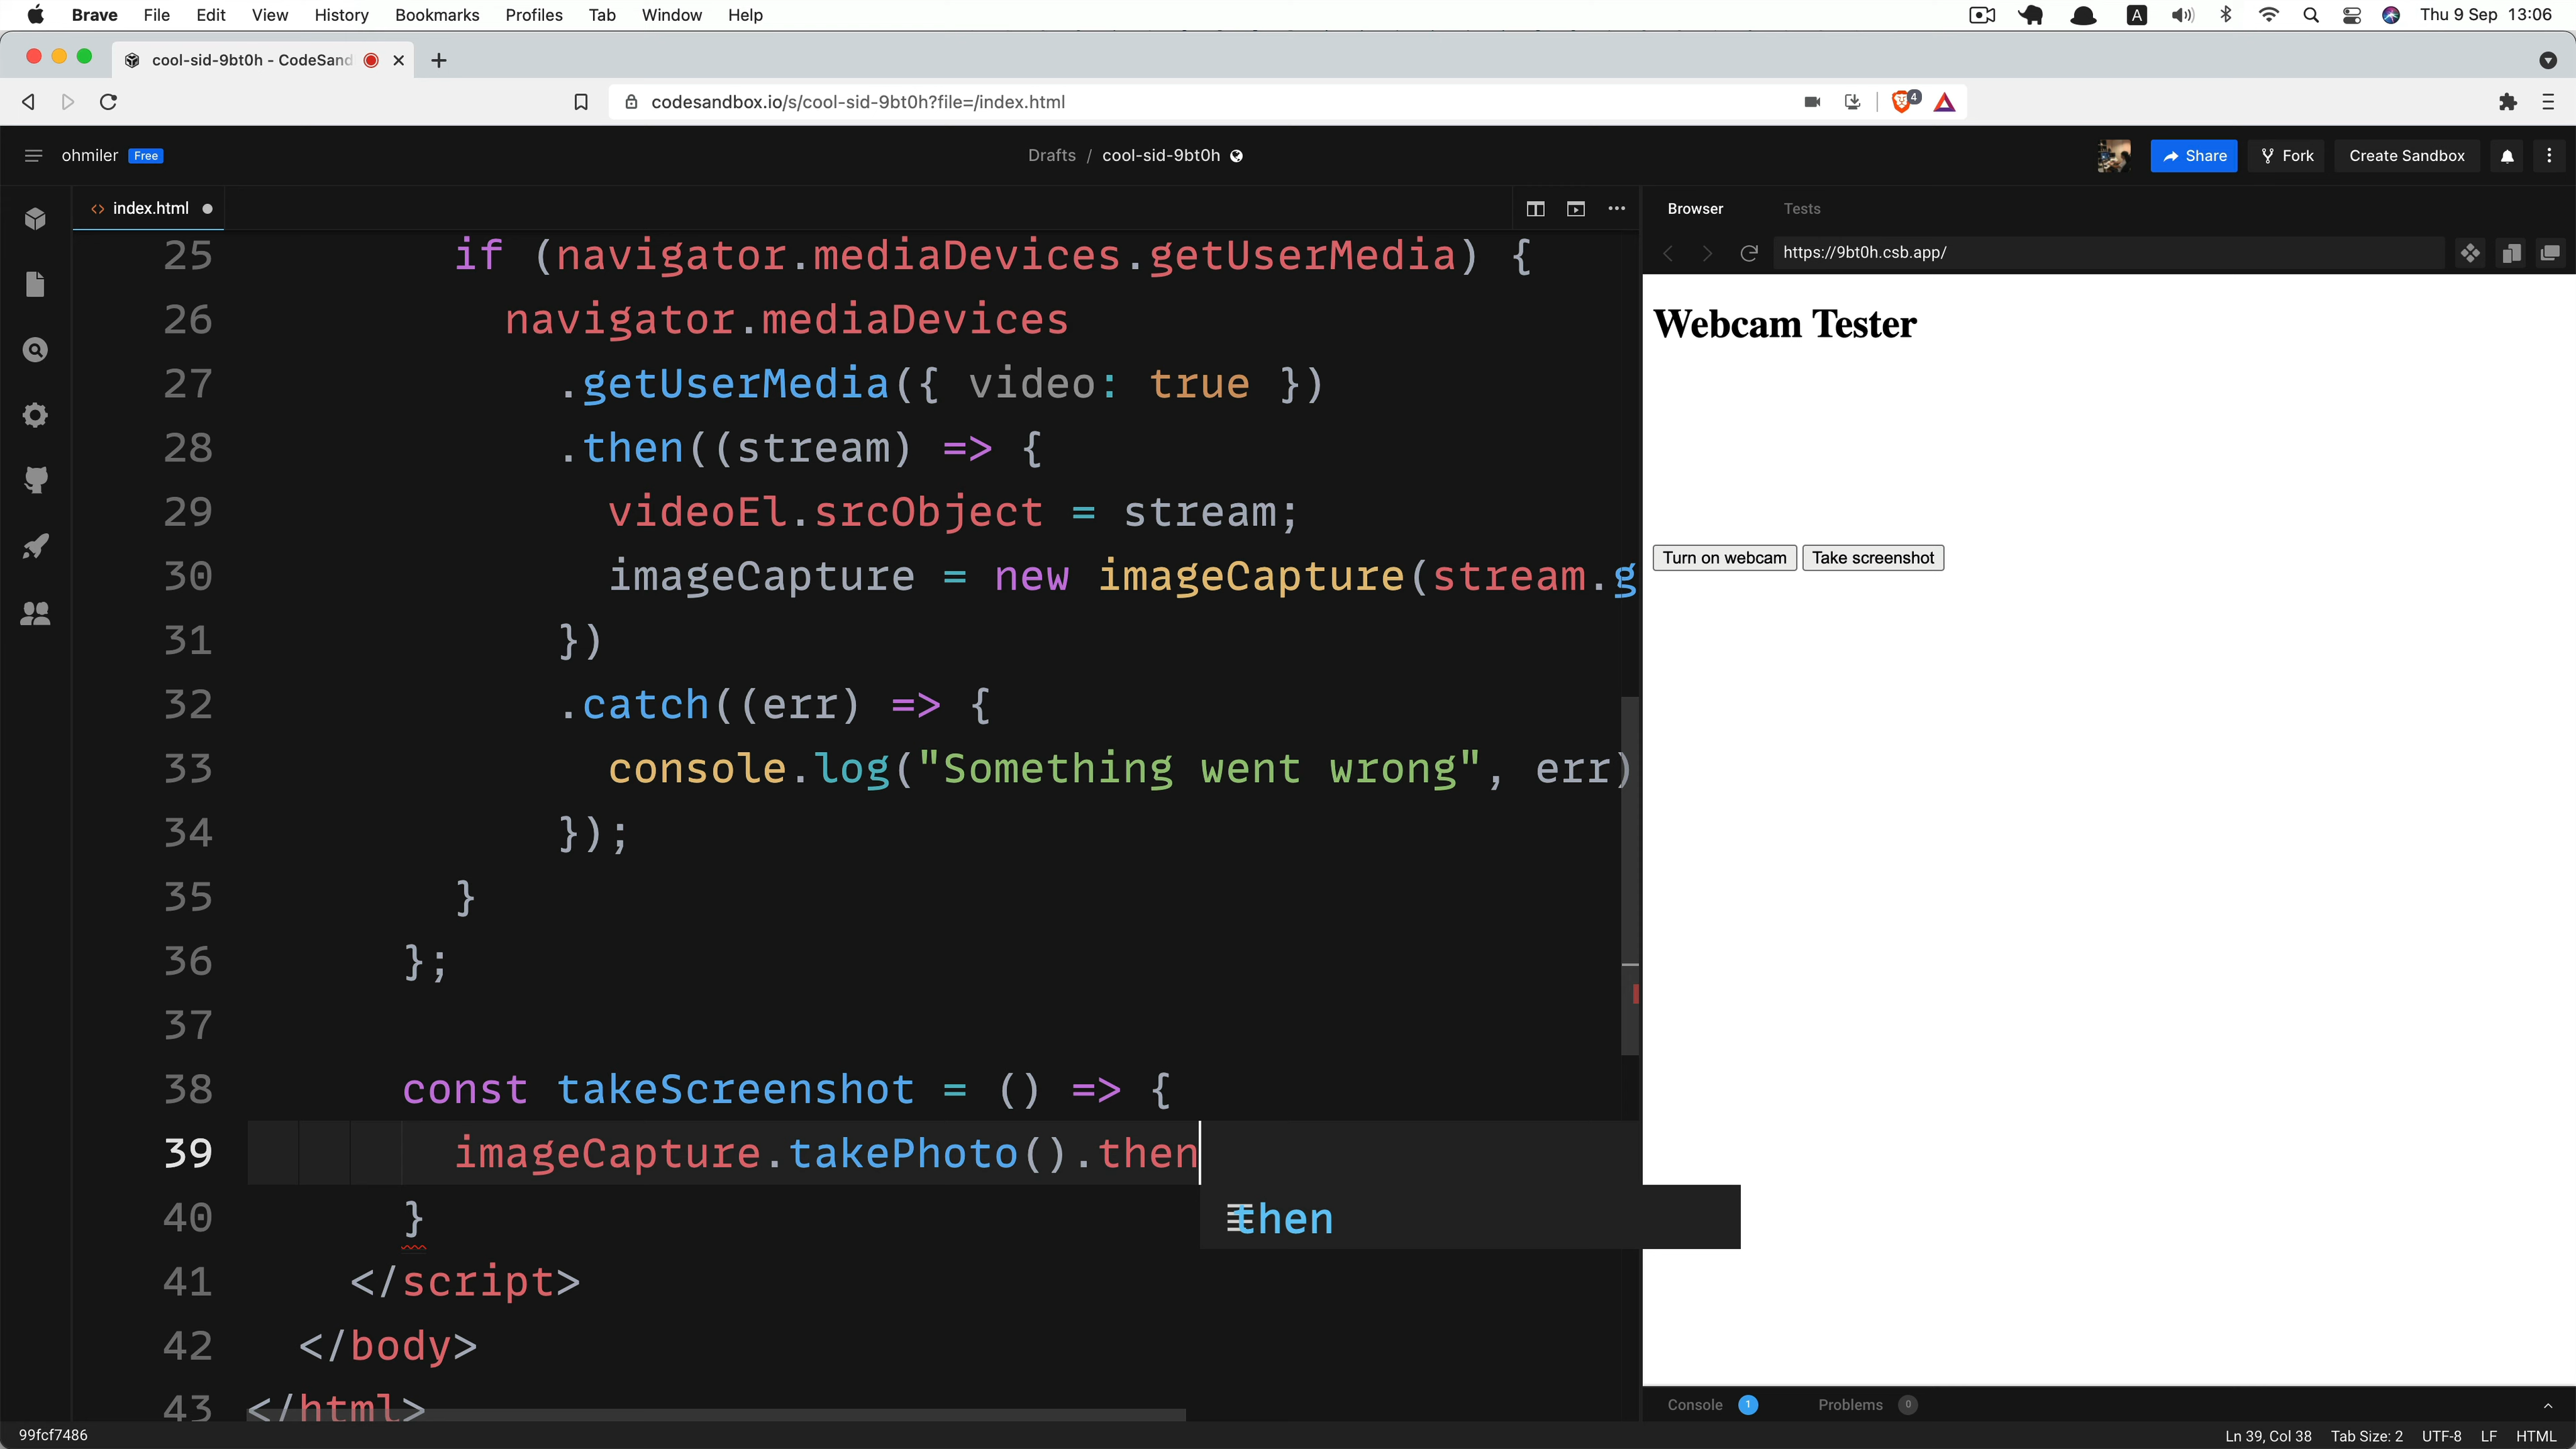 Brave File Edit View History Bookmarks Profiles Tab Window Help
A
Thu 9 Sep 13:06
cool-sid-9bt0h - CodeSand
codesandbox.io/s/cool-sid-9bt0h?file=/index.html
4
ohmiler Free
Drafts / cool-sid-9bt0h
Share Fork Create Sandbox
<> index.html
Browser Tests
https://9bt0h.csb.app/
25 if (navigator.mediaDevices.getUserMedia) {
26 navigator.mediaDevices
27 .getUserMedia({ video: true })
28 .then((stream) => {
29 videoEl.srcObject = stream;
30 imageCapture = new imageCapture(stream.g
31 })
32 .catch((err) => {
33 console.log("Something went wrong", err)
34 });
35 }
36 };
37
38 const takeScreenshot = () => {
39 imageCapture.takePhoto().then
then
40 }
41 </script>
42 </body>
43 </html>
Webcam Tester
Turn on webcam Take screenshot
Console 1 Problems 0
99fcf7486
Ln 39, Col 38 Tab Size: 2 UTF-8 LF HTML